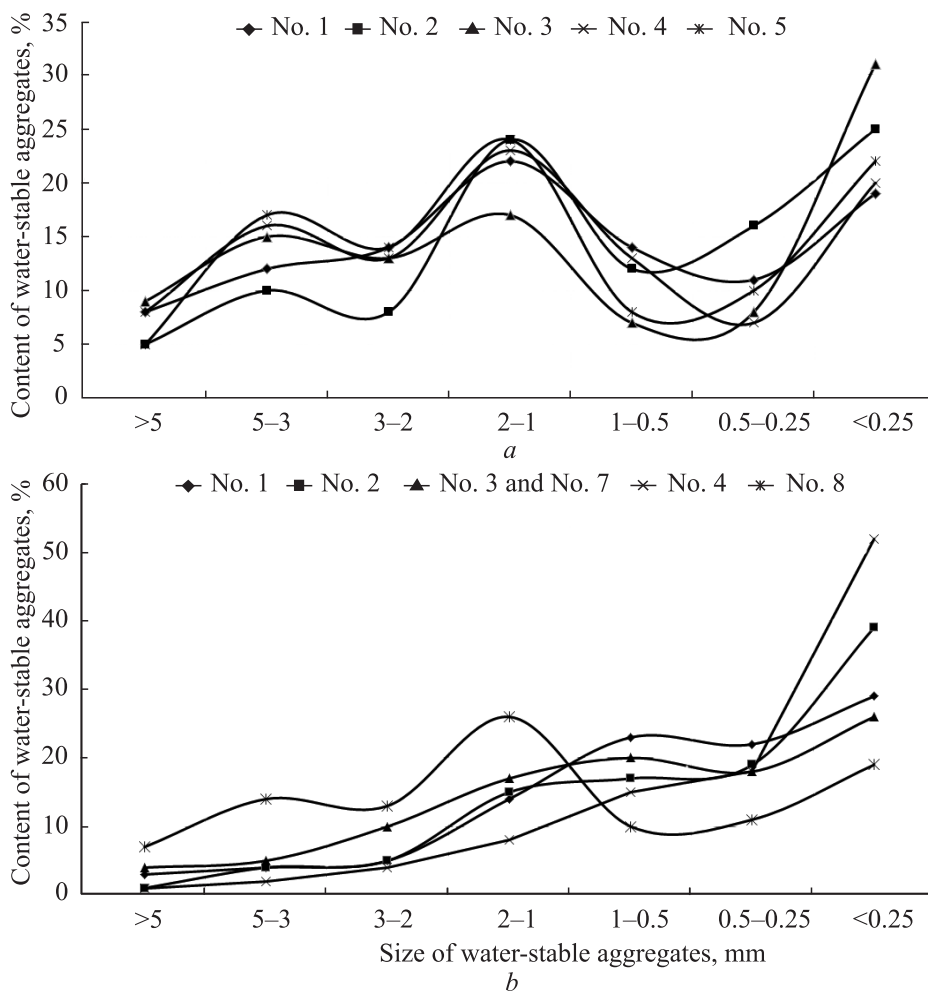 Content of water-stable aggregates, %
No. 1 No. 2 No. 3 No. 4 No. 5
35
30
25
20
15
10
5
0
>5 5–3 3–2 2–1 1–0.5 0.5–0.25 <0.25
a
Content of water-stable aggregates, %
No. 1 No. 2 No. 3 and No. 7 No. 4 No. 8
60
50
40
30
20
10
0
>5 5–3 3–2 2–1 1–0.5 0.5–0.25 <0.25
Size of water-stable aggregates, mm
b